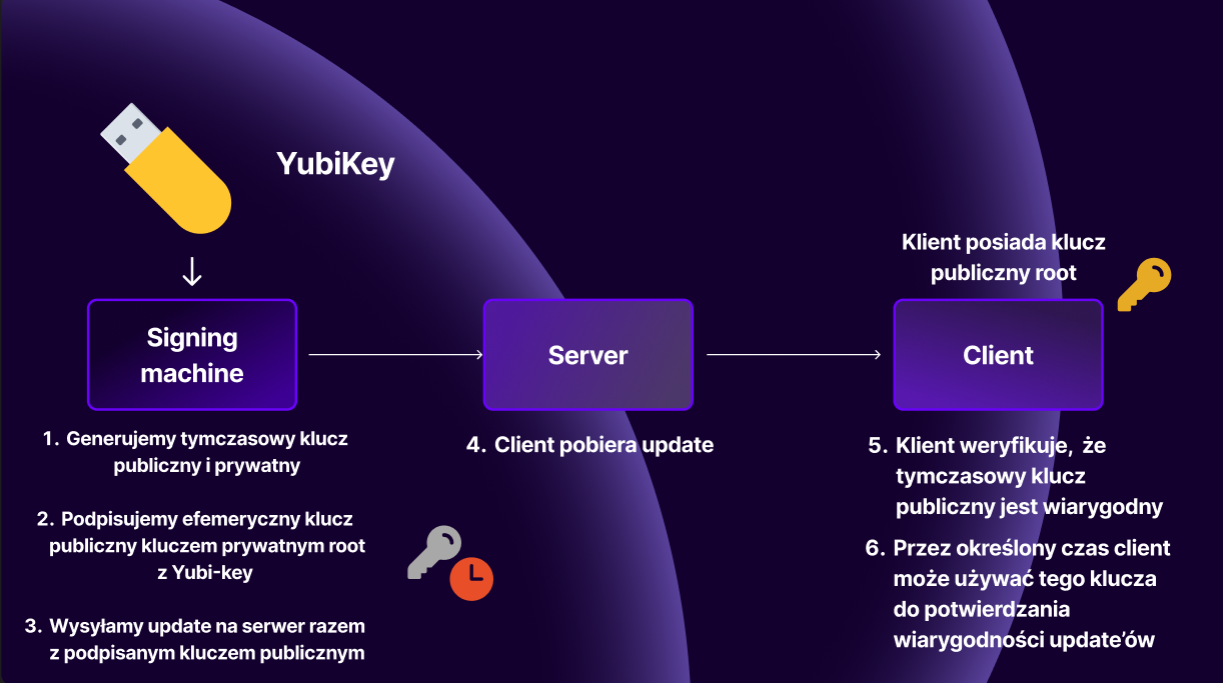 YubiKey
Klient posiada klucz
publiczny root
Signing
machine
Server
Client
1. Generujemy tymczasowy klucz
publiczny i prywatny
2. Podpisujemy efemeryczny klucz
publiczny kluczem prywatnym root
z Yubi-key
3. Wysyłamy update na serwer razem
z podpisanym kluczem publicznym
4. Client pobiera update
5. Klient weryfikuje, że
tymczasowy klucz
publiczny jest wiarygodny
6. Przez określony czas client
może używać tego klucza
do potwierdzania
wiarygodności update’ów